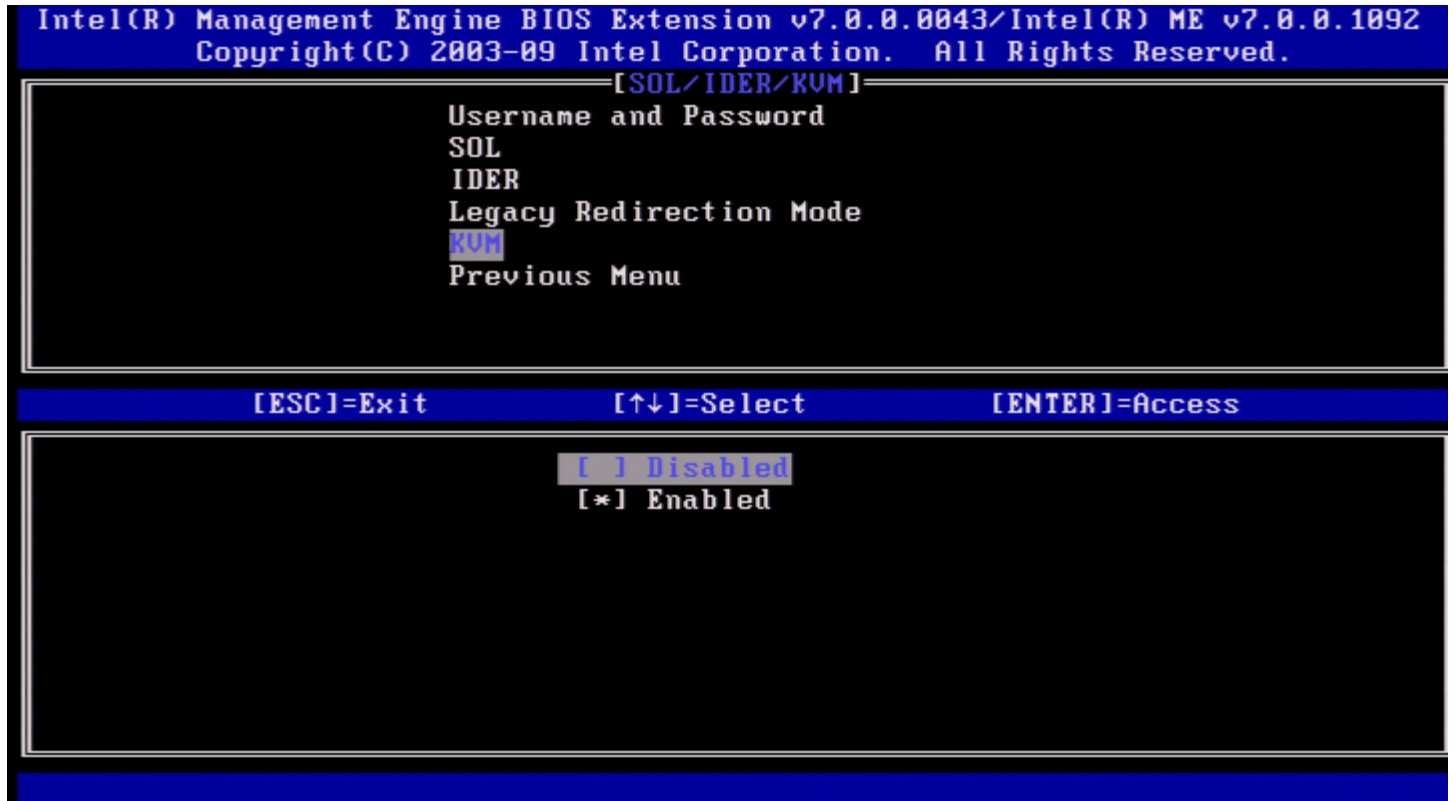 Intel(R) Management Engine BIOS Extension v7.0.0.0043/Intel(R) ME v7.0.0.1092
Copyright(C) 2003-09 Intel Corporation. All Rights Reserved.
[SOL/IDER/KVM]
Username and Password
SOL
IDER
Legacy Redirection Mode
KVM
Previous Menu
[ESC]=Exit [↑↓]=Select [ENTER]=Access
[ ] Disabled
[*] Enabled